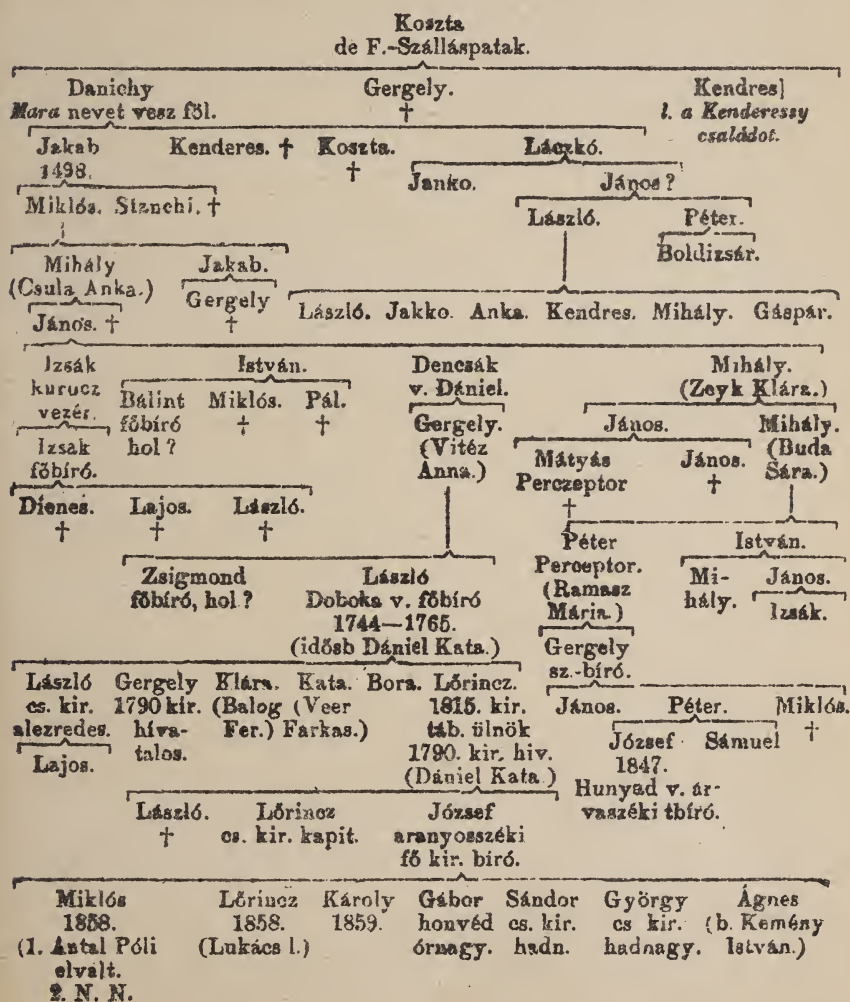 Koszta
de F.-Szálláspatak.
Danichy Gergely. Kendres]
Mara nevet vesz föl. † l. a Kenderessy
családot.
Jakab Kenderes. † Koszta. Láczkó.
1498. †
Janko. János?
Miklós. Sztnchi. †
László. Péter.
Boldizsár.
Mihály Jakab.
(Csula Anka.)
Gergely
János. † †
László. Jakko. Anka. Kendres. Mihály. Gáspár.
Izsák István. Dencsák Mihály.
kurucz v. Dániel. (Zeyk Klára.)
vezér. Bálint Miklós. Pál.
főbíró † †
hol?
Gergely. János. Mihály.
(Vitéz (Buda
Anna.) Sára.)
Izsak
főbíró.
Mátyás János.
Perczeptor †
†
Dienes. Lajos. László.
† † †
Péter István.
Perceptor.
(Ramasz
Mária.)
Mi- János.
hály.
Izsák.
Zsigmond László
főbíró, hol? Doboka v. főbíró
1744—1765.
(idősb Dániel Kata.)
Gergely
sz.-bíró.
László Gergely Klára. Kata. Bora. Lőrincz.
cs. kir. 1790 kir. (Balog (Veer 1815. kir.
alezredes. híva- Fer.) Farkas.) táb. ülnök
talos. 1790. kir. hiv.
(Dániel Kata.)
Lajos.
János. Péter. Miklós.
†
József Sámuel
1847.
Hunyad v. ár-
vaszéki tbíró.
László. Lőrincz József
† cs. kir. kapit. aranyosszéki
fő kir. biró.
Miklós Lőrincz Károly Gábor Sándor György Ágnes
1858. 1858. 1859. honvéd cs. kir. cs kir. (b. Kemény
(1. Antal Póli (Lukács l.) őrnagy. hadn. hadnagy. István.)
elvált.
2. N. N.